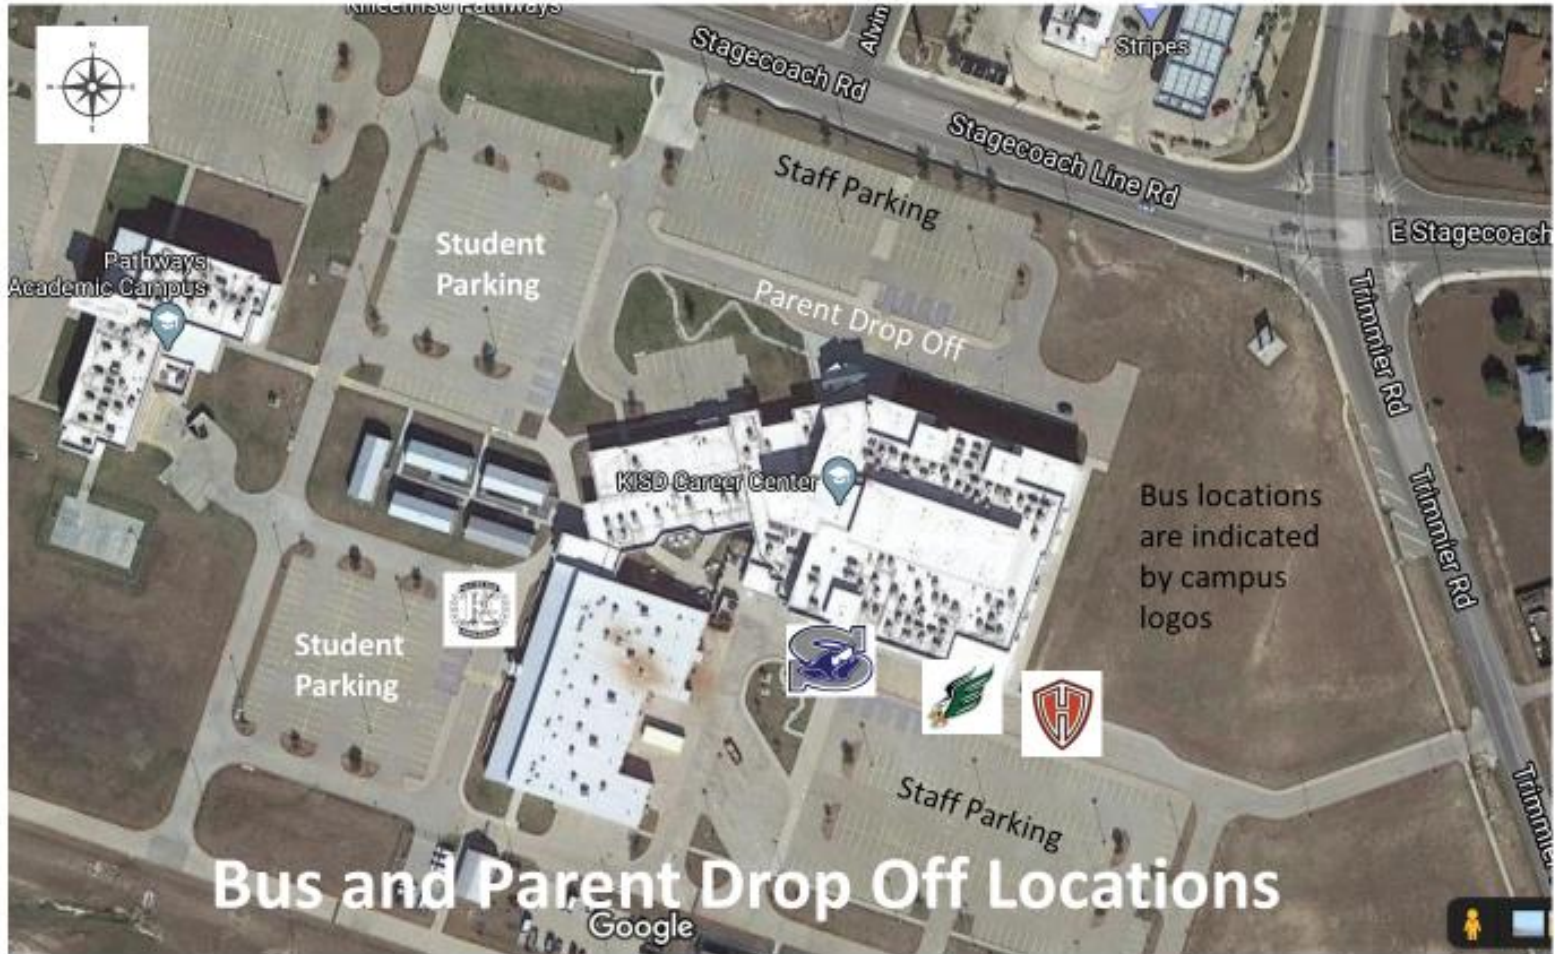 Stagecoach Rd
Alvin
Stripes
Stagecoach Line Rd
Staff Parking
E Stagecoach
Student
Parking
Pathways
Academic Campus
Parent Drop Off
Trimmier Rd
KISD Career Center
Bus locations
are indicated
by campus
logos
Trimmier Rd
Student
Parking
S
H
Staff Parking
Trimmier
Bus and Parent Drop Off Locations
Google
N
S